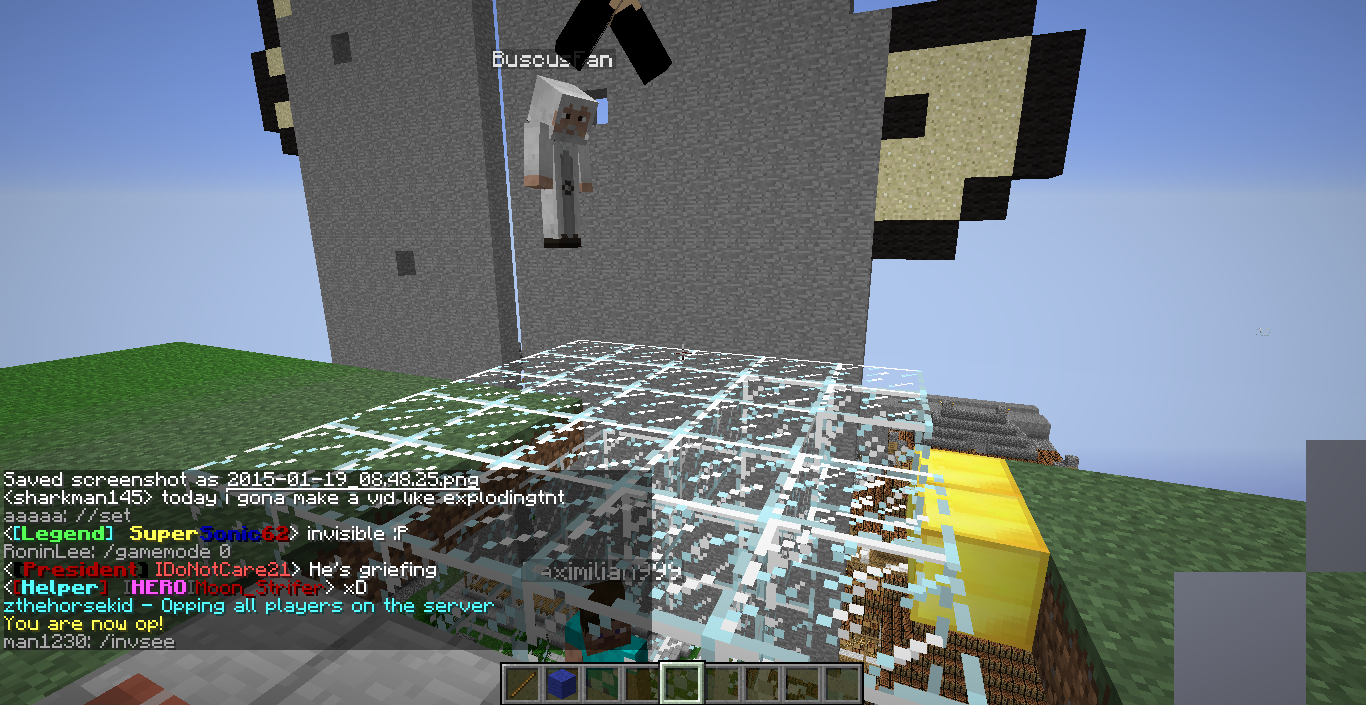 BuscusFan
Saved screenshot as 2015-01-19_08.48.25.png
<sharkman145> today i gona make a vid like explodingtnt
aaaaa: //set
<[Legend] SuperSonic62> invisible :P
RoninLee: /gamemode 0
<[President] IDoNotCare31> He's griefing
<[Helper] [HERO]Moon_Strifer> xD
zthehorsekid - Opping all players on the server
You are now op!
man1230: /invsee